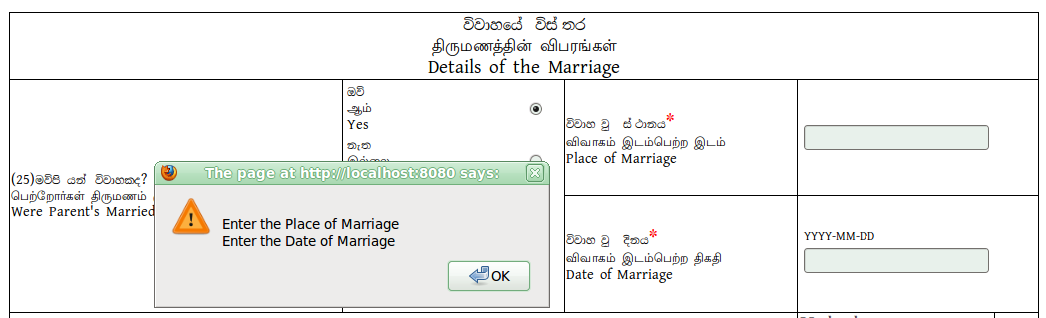 විවාහයේ විස්තර
திருமணத்தின் விபரங்கள்
Details of the Marriage
(25)මව්පියන් විවාහකද?
பெற்றோர்கள் திருமணம்
Were Parent's Married
ඔව්
ஆம்
Yes
නැත
විවාහ වු ස්ථානය*
விவாகம் இடம்பெற்ற இடம்
Place of Marriage
විවාහ වු දිනය*
விவாகம் இடம்பெற்ற திகதி
Date of Marriage
YYYY-MM-DD
The page at http://localhost:8080 says:
Enter the Place of Marriage
Enter the Date of Marriage
OK